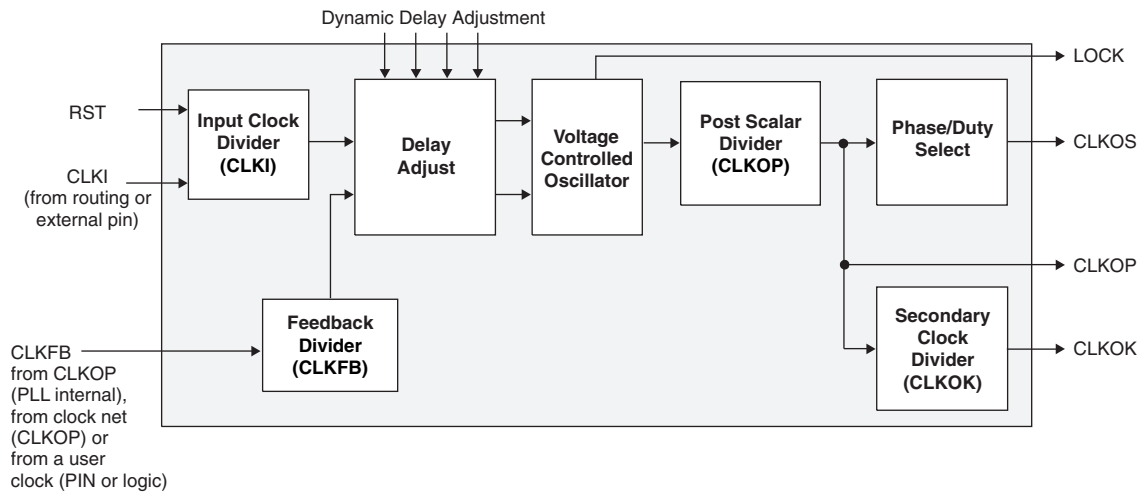 Dynamic Delay Adjustment
LOCK
RST
Input Clock
Divider
(CLKI)
Delay
Adjust
Voltage
Controlled
Oscillator
Post Scalar
Divider
(CLKOP)
Phase/Duty
Select
CLKOS
CLKI
(from routing or
external pin)
CLKOP
Feedback
Divider
(CLKFB)
Secondary
Clock
Divider
(CLKOK)
CLKOK
CLKFB
from CLKOP
(PLL internal),
from clock net
(CLKOP) or
from a user
clock (PIN or logic)